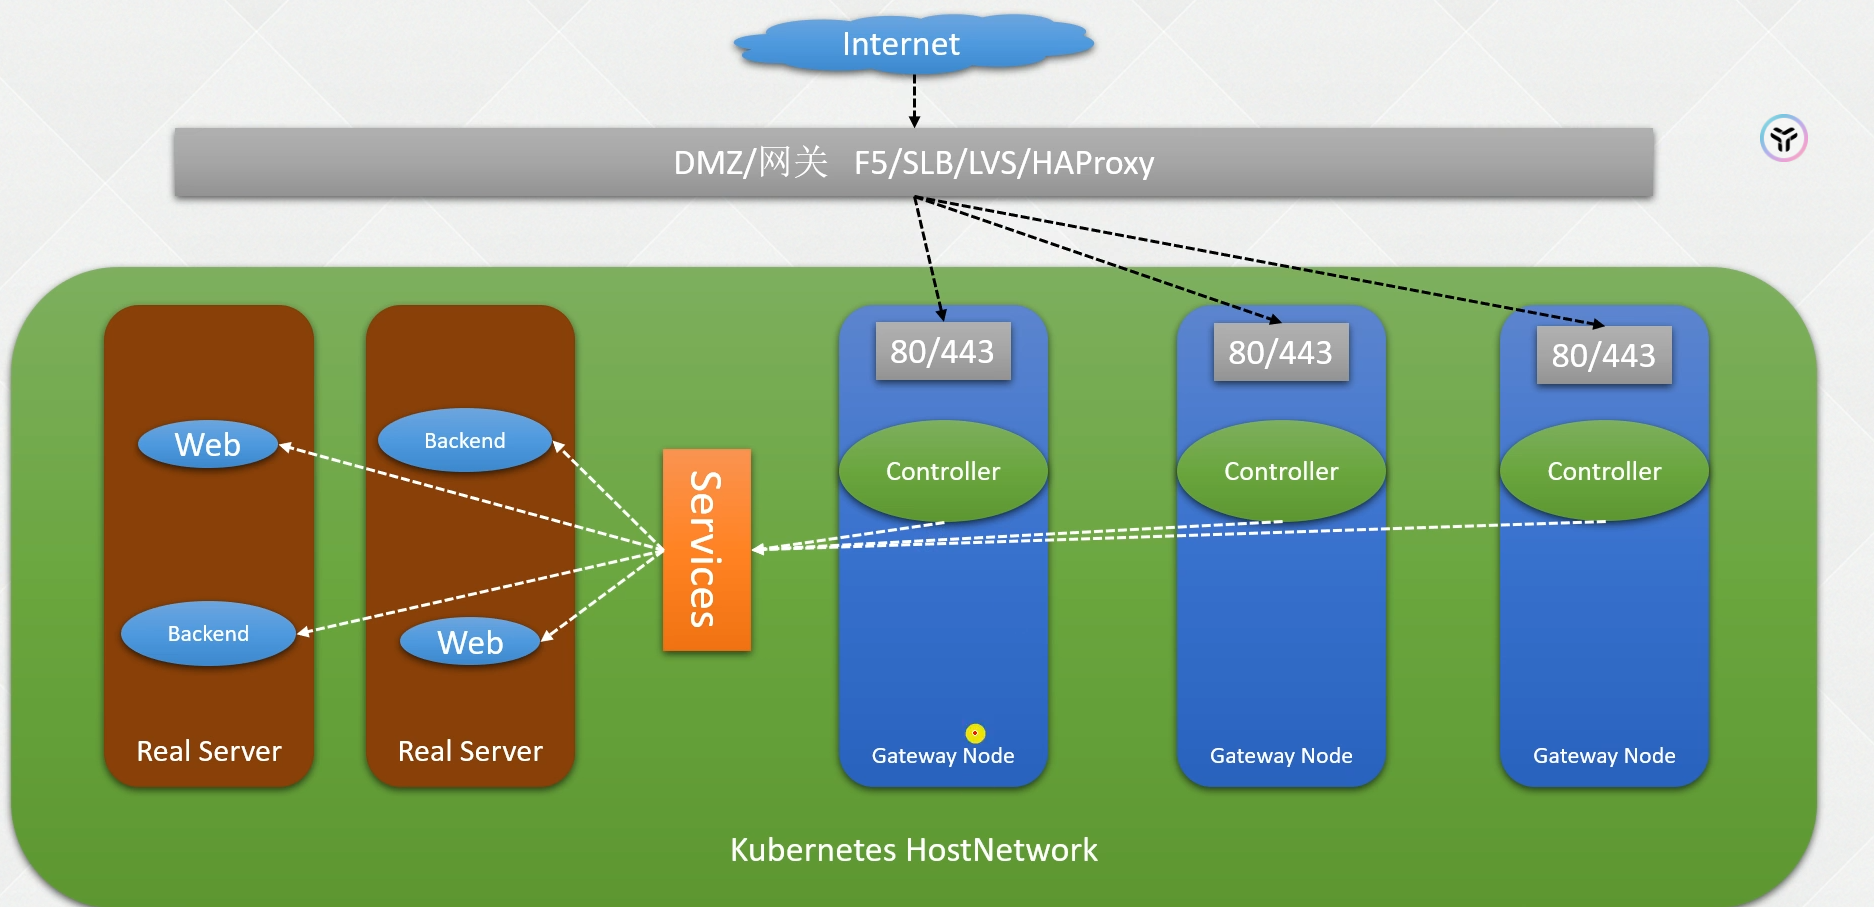 Internet
DMZ/网关 F5/SLB/LVS/HAProxy
80/443
80/443
80/443
Web
Backend
Controller
Controller
Controller
Services
Backend
Web
Real Server
Real Server
Gateway Node
Gateway Node
Gateway Node
Kubernetes HostNetwork